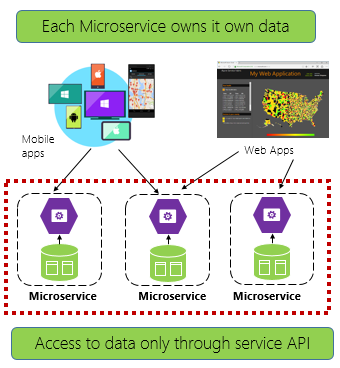 Each Microservice owns it own data
My Web Application
Mobile
apps
Web Apps
Microservice
Microservice
Microservice
Access to data only through service API